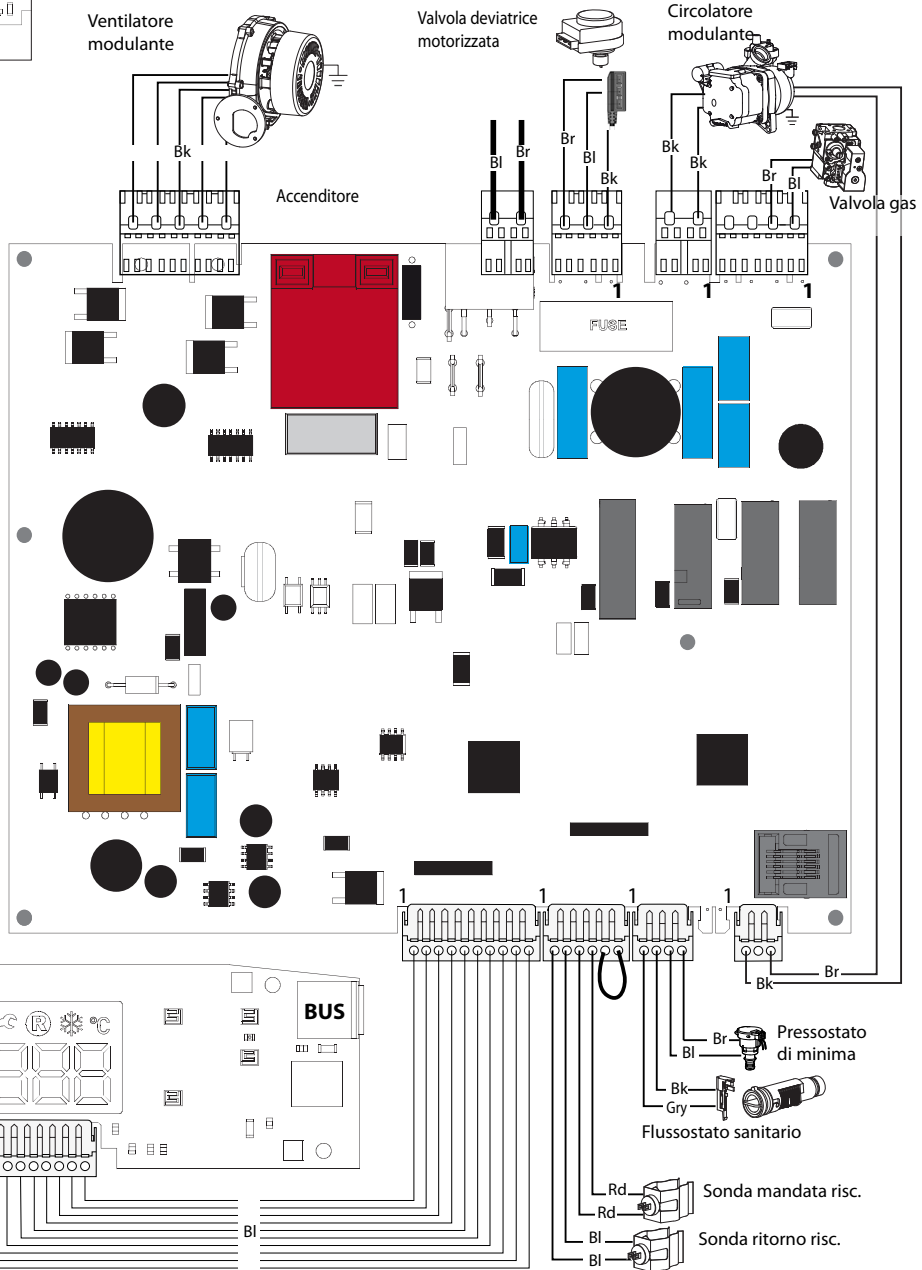 Ventilatore
modulante
Valvola deviatrice
motorizzata
Circolatore
modulante
Bk
Bl
Br
Br
Bl
Bk
Bk
Bk
Br
Bl
Accenditore
Valvola gas
1
1
1
FUSE
1
1
1
1
Br
Bk
BUS
R
°C
Br
Bl
Pressostato
di minima
Bk
Gry
Flussostato sanitario
Rd
Rd
Sonda mandata risc.
Bl
Bl
Sonda ritorno risc.
Bl